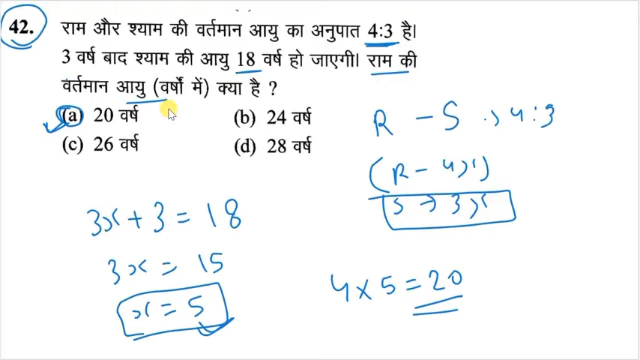 42. राम और श्याम की वर्तमान आयु का अनुपात 4:3 है।
3 वर्ष बाद श्याम की आयु 18 वर्ष हो जाएगी। राम की
वर्तमान आयु (वर्षों में) क्या है ?
(a) 20 वर्ष (b) 24 वर्ष
(c) 26 वर्ष (d) 28 वर्ष
R - S → 4:3
(R - 4x)
S → 3x
3x + 3 = 18
3x = 15
x = 5
4 x 5 = 20